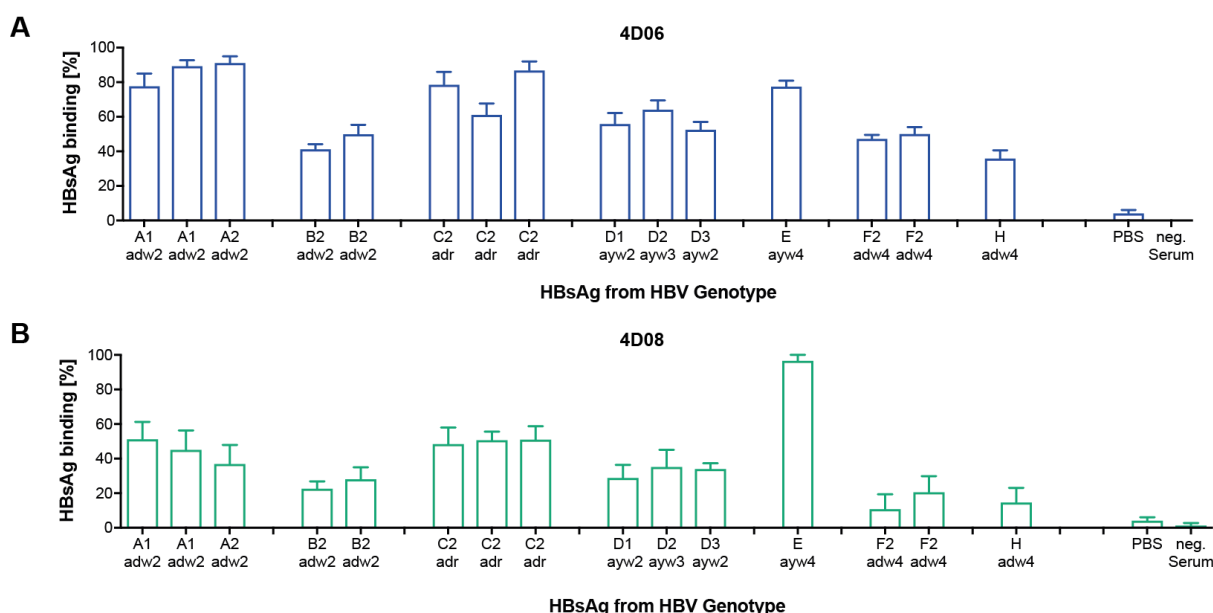 A
4D06
HBsAg binding [%]
100
80
60
40
20
0
A1 A1 A2 B2 B2 C2 C2 C2 D1 D2 D3 E F2 F2 H PBS neg.
adw2 adw2 adw2 adw2 adw2 adr adr adr ayw2 ayw3 ayw2 ayw4 adw4 adw4 adw4 Serum
HBsAg from HBV Genotype
B
4D08
HBsAg binding [%]
100
80
60
40
20
0
A1 A1 A2 B2 B2 C2 C2 C2 D1 D2 D3 E F2 F2 H PBS neg.
adw2 adw2 adw2 adw2 adw2 adr adr adr ayw2 ayw3 ayw2 ayw4 adw4 adw4 adw4 Serum
HBsAg from HBV Genotype